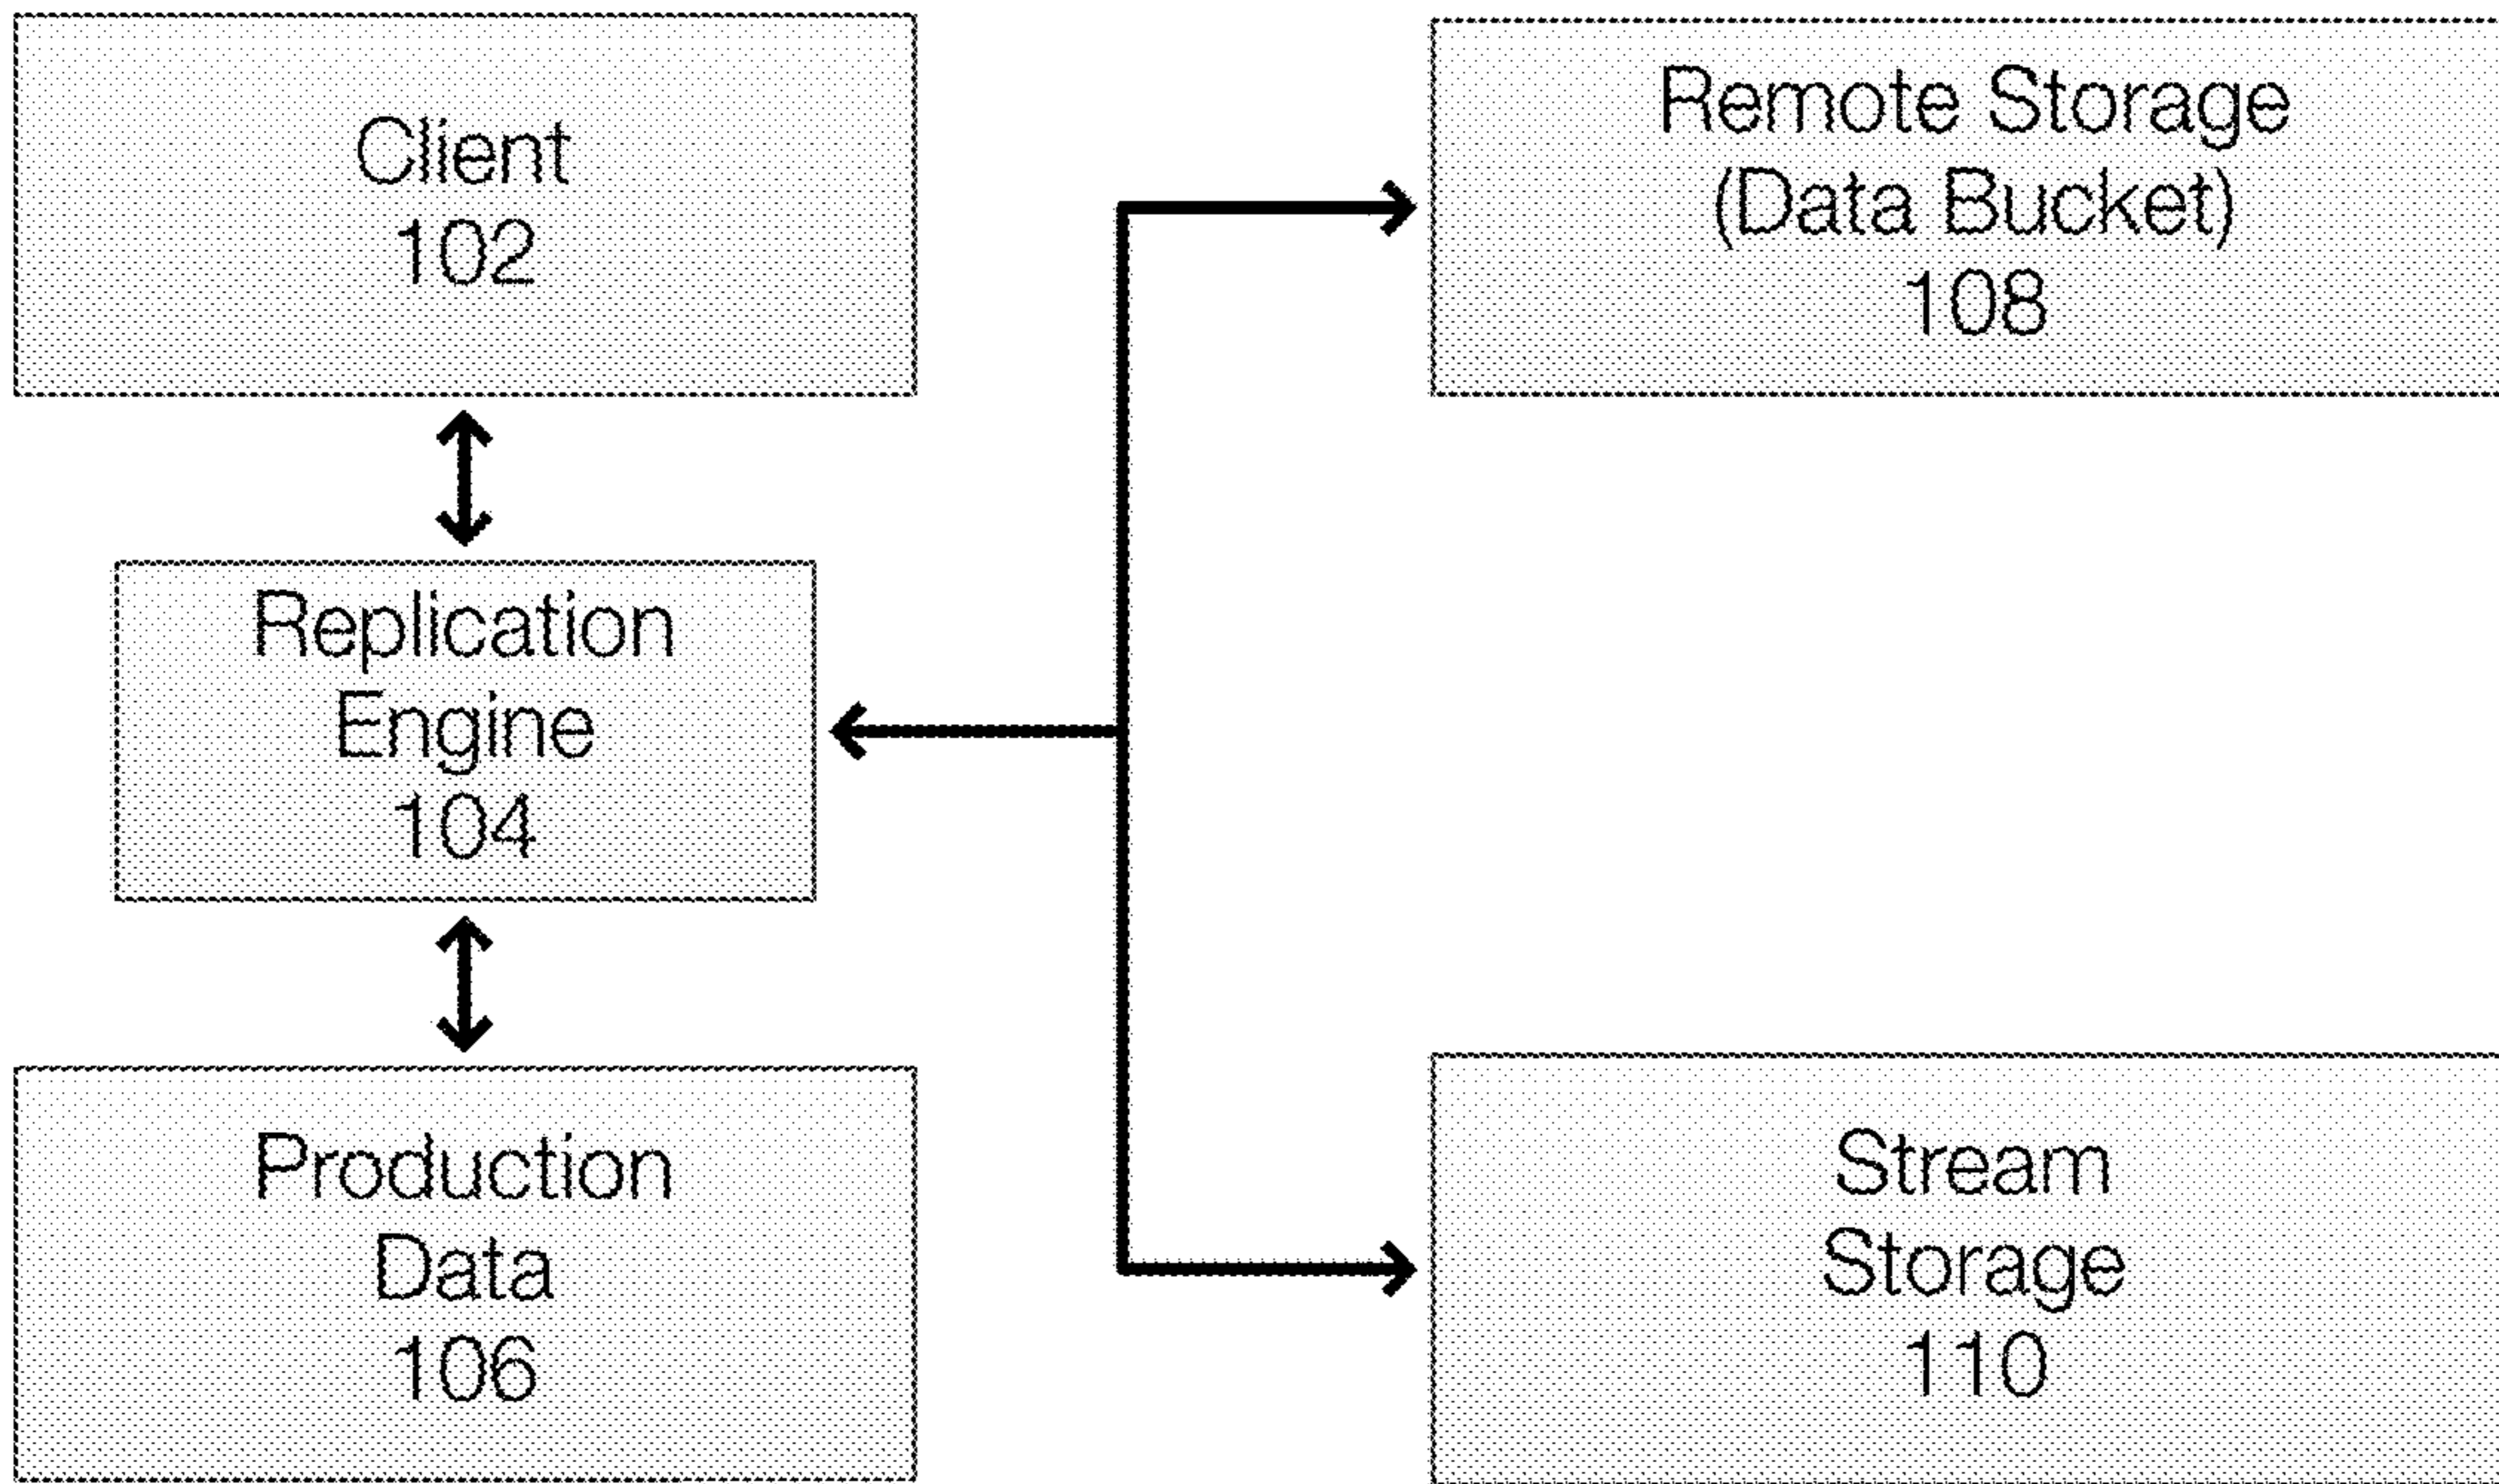 Client
102
Remote Storage
(Data Bucket)
108
Replication
Engine
104
Production
Data
106
Stream
Storage
110